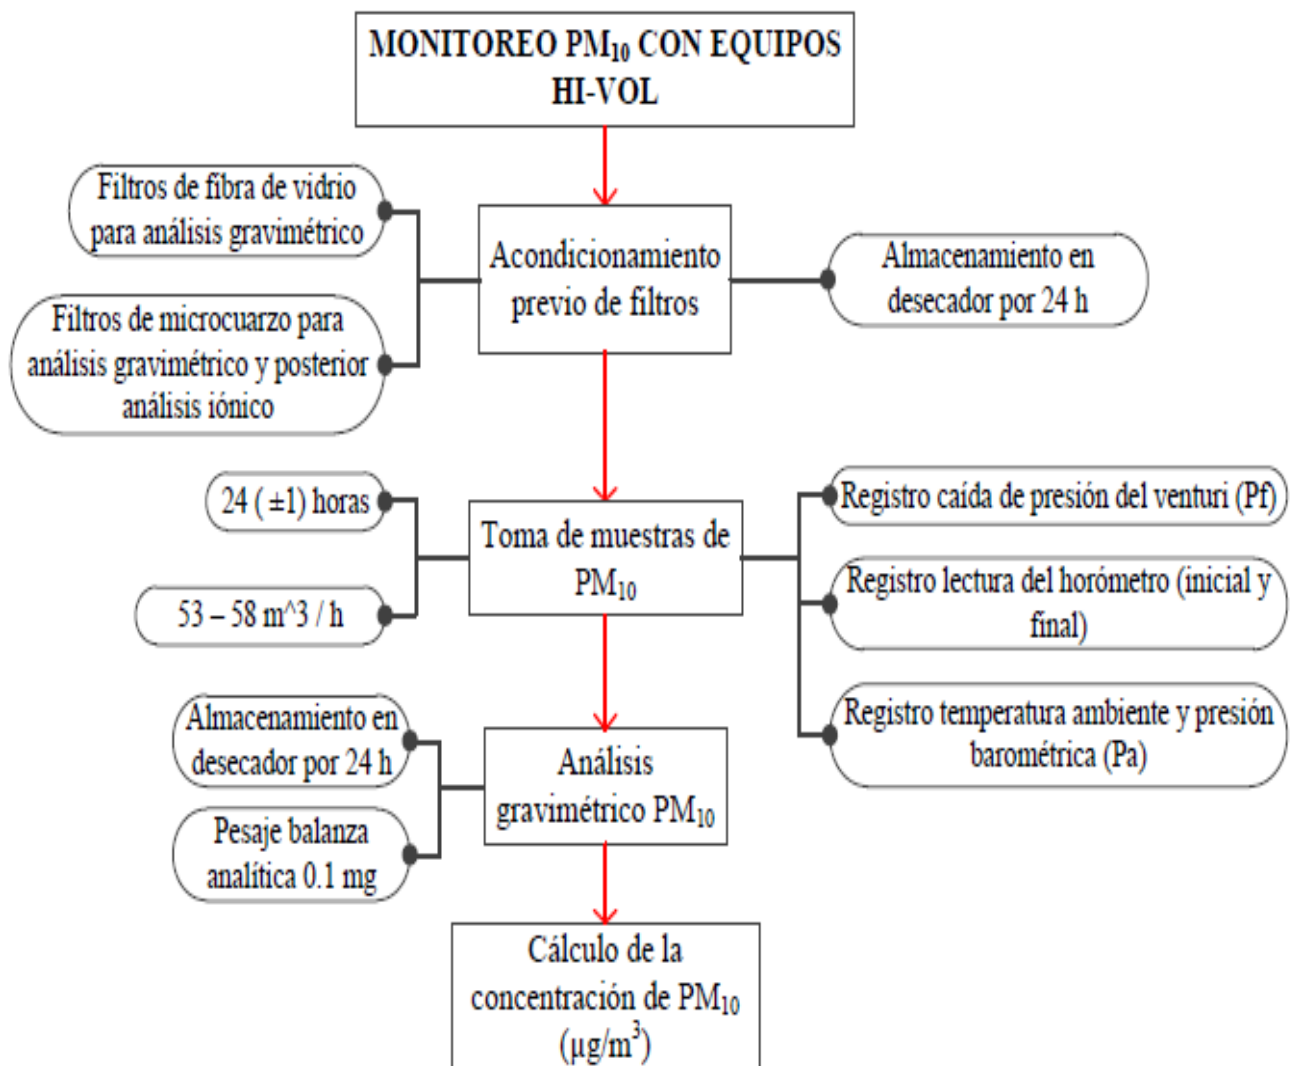 MONITOREO PM₁₀ CON EQUIPOS
HI-VOL
Filtros de fibra de vidrio
para análisis gravimétrico
Filtros de microcuarzo para
análisis gravimétrico y posterior
análisis iónico
Acondicionamiento
previo de filtros
Almacenamiento en
desecador por 24 h
24 ( ±1) horas
53 – 58 m^3 / h
Toma de muestras de
PM₁₀
Registro caída de presión del venturi (Pf)
Registro lectura del horómetro (inicial y
final)
Registro temperatura ambiente y presión
barométrica (Pa)
Almacenamiento en
desecador por 24 h
Pesaje balanza
analítica 0.1 mg
Análisis
gravimétrico PM₁₀
Cálculo de la
concentración de PM₁₀
(µg/m³)